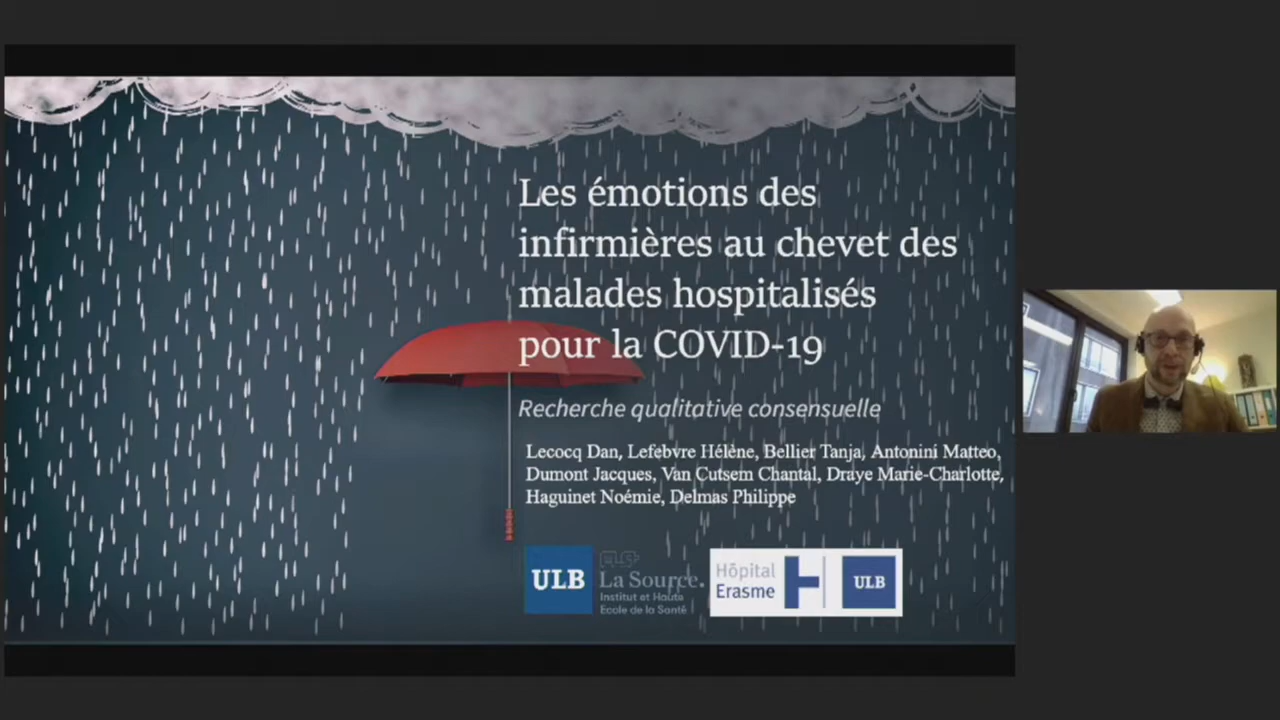 Les émotions des
infirmières au chevet des
malades hospitalisés
pour la COVID-19
Recherche qualitative consensuelle
Lecocq Dan, Lefebvre Hélène, Bellier Tanja, Antonini Matteo,
Dumont Jacques, Van Cutsem Chantal, Draye Marie-Charlotte,
Haguinet Noémie, Delmas Philippe
ULB
La Source.
Institut et Haute
Ecole de la Santé
Hôpital
Erasme
ULB